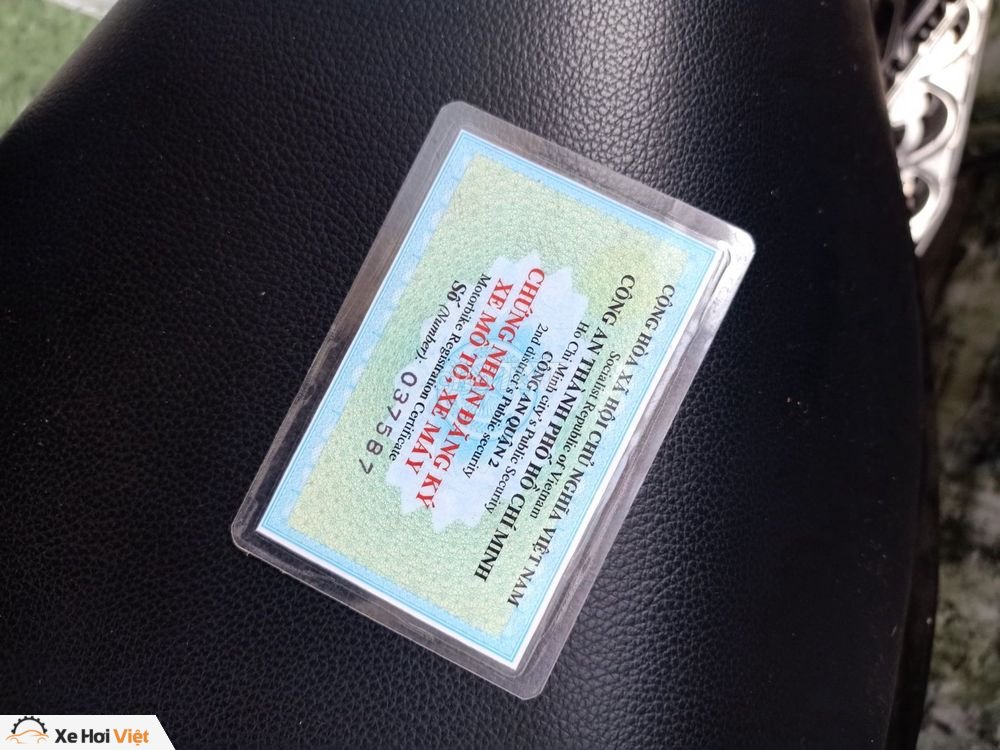 CỘNG HÒA XÃ HỘI CHỦ NGHĨA VIỆT NAM
Socialist Republic of Vietnam
CÔNG AN THÀNH PHỐ HỒ CHÍ MINH
Ho Chi Minh city's Public Security
CÔNG AN QUẬN 2
2nd district's Public security
CHỨNG NHẬN ĐĂNG KÝ
XE MÔ TÔ, XE MÁY
Motorbike Registration Certificate
Số (Number): 037587
Xe Hơi Việt